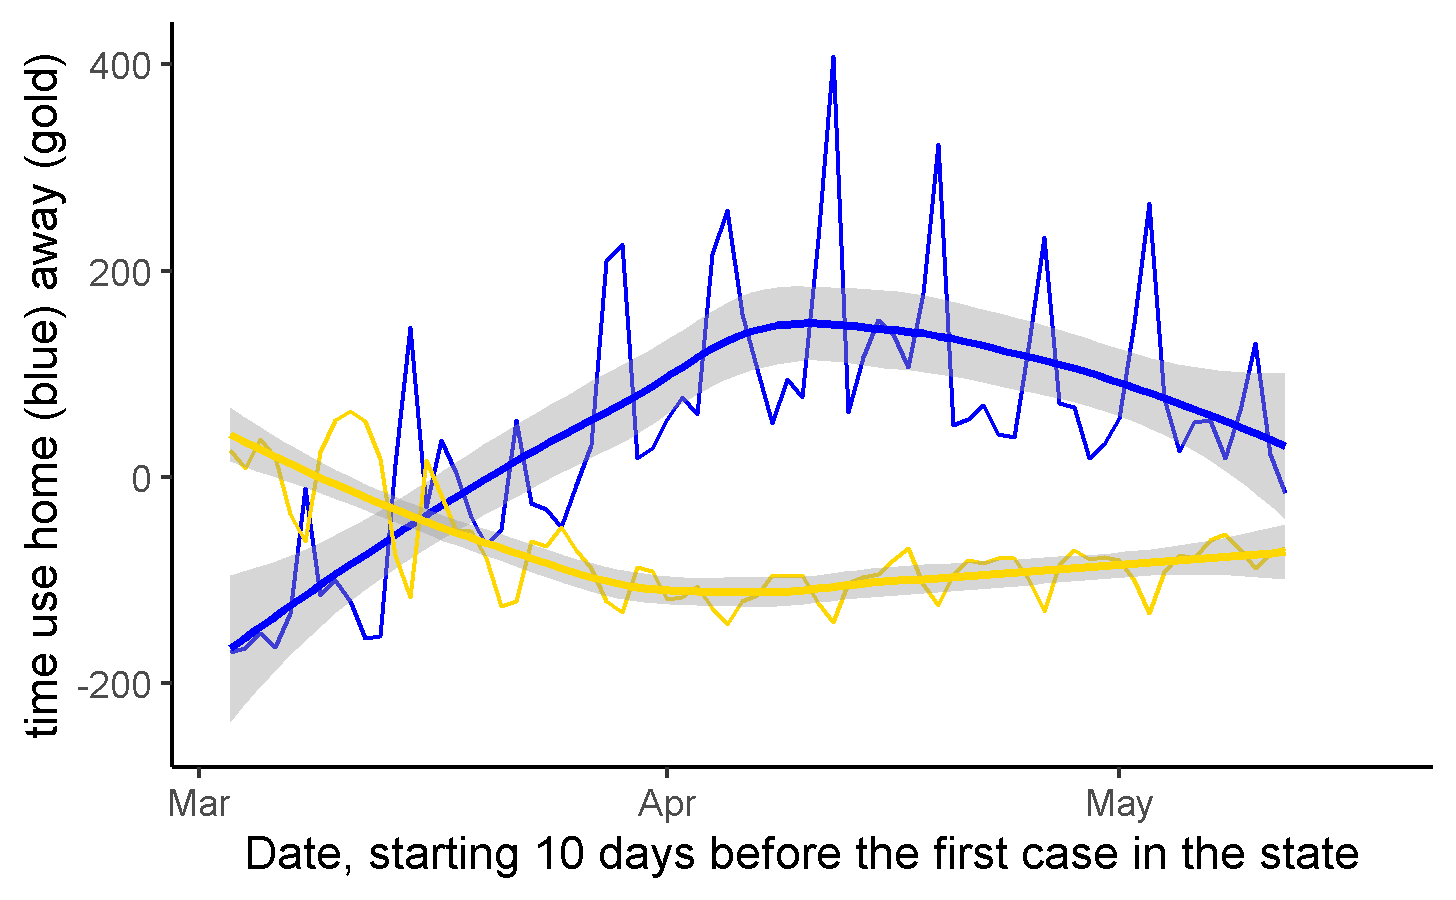 time use home (blue) away (gold)
400
200
0
-200
Mar
Apr
May
Date, starting 10 days before the first case in the state